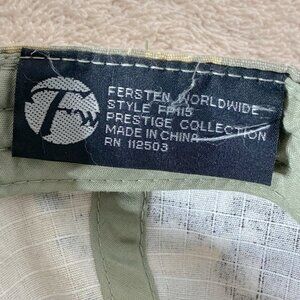 FW
FERSTEN WORLDWIDE
STYLE FP115
PRESTIGE COLLECTION
MADE IN CHINA
RN 112503